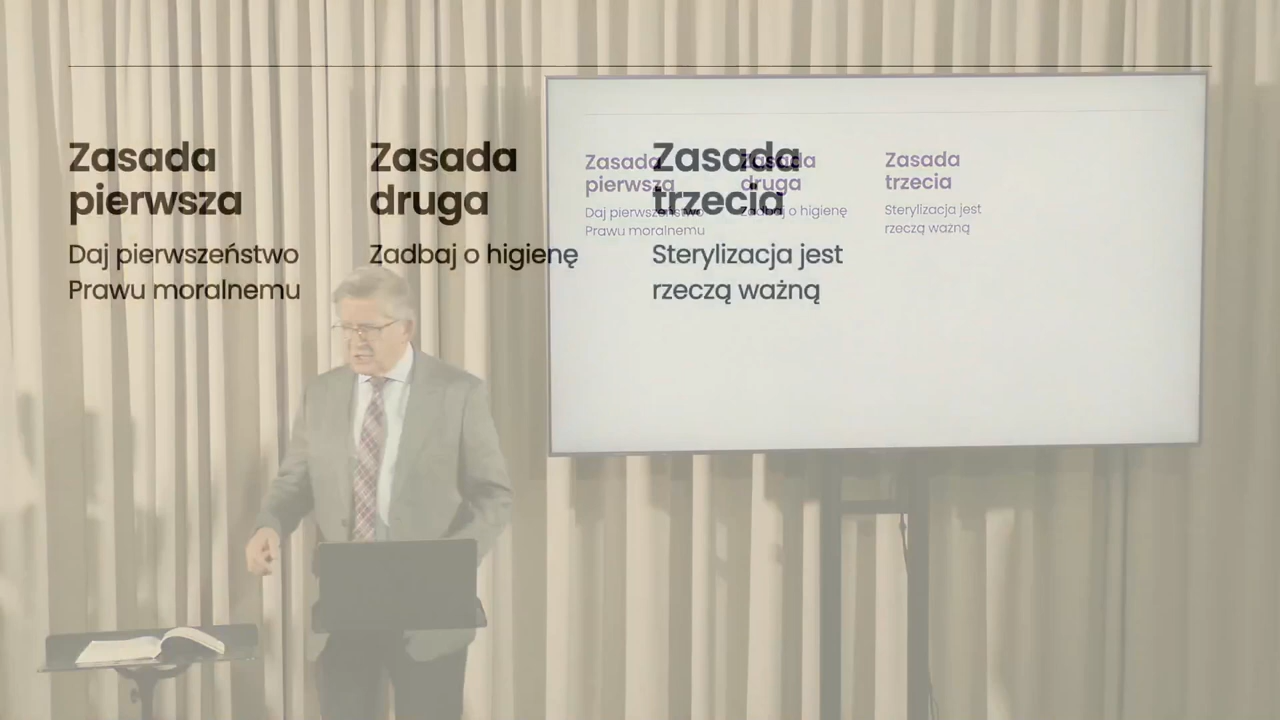 Zasada
pierwsza
Daj pierwszeństwo
Prawu moralnemu
Zasada
druga
Zadbaj o higienę
Zasada
trzecia
Sterylizacja jest
rzeczą ważną
Zasada
pierwsza
Daj pierwszeństwo
Prawu moralnemu
Zasada
druga
Zadbaj o higienę
Zasada
trzecia
Sterylizacja jest
rzeczą ważną